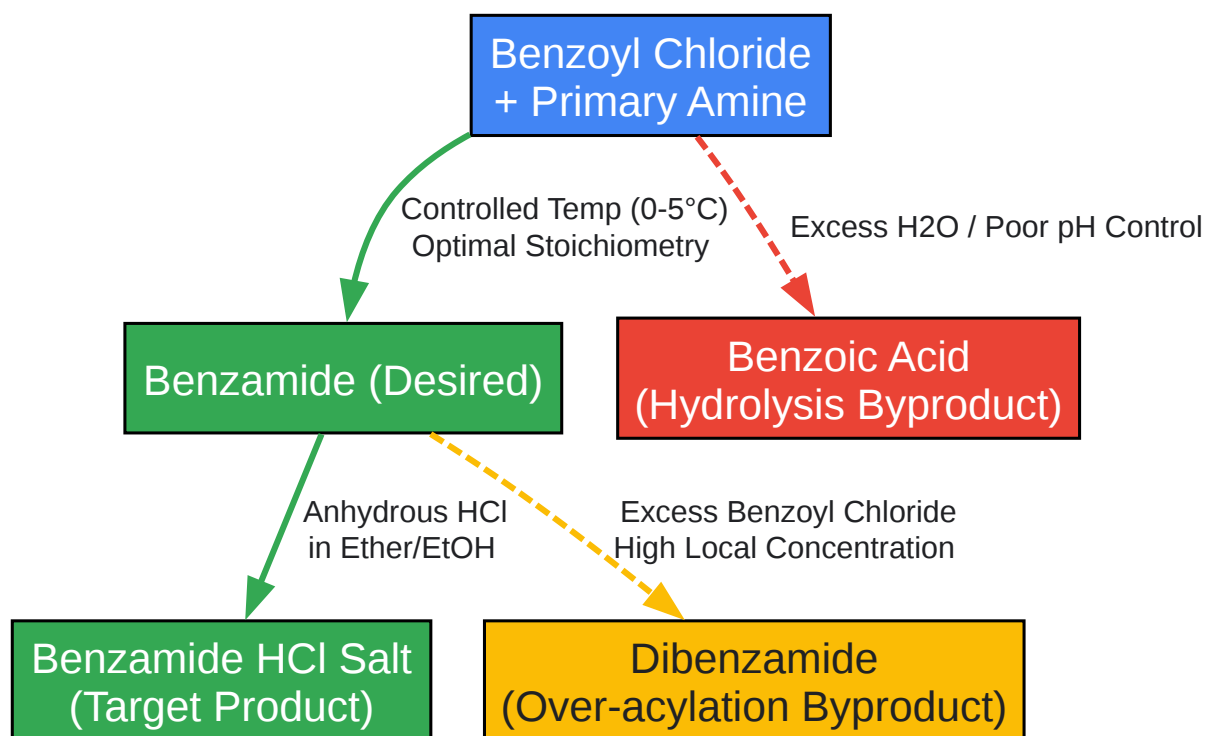 Benzoyl Chloride
+ Primary Amine
Controlled Temp (0-5°C)
Optimal Stoichiometry
Excess H2O / Poor pH Control
Benzamide (Desired)
Benzoic Acid
(Hydrolysis Byproduct)
Anhydrous HCl
in Ether/EtOH
Excess Benzoyl Chloride
High Local Concentration
Benzamide HCl Salt
(Target Product)
Dibenzamide
(Over-acylation Byproduct)